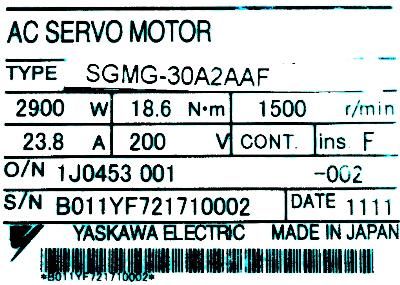 AC SERVO MOTOR
TYPE SGMG-30A2AAF
2900 W 18.6 N·m 1500 r/min
23.8 A 200 V CONT. ins F
O/N 1J0453 001 -002
S/N B011YF721710002 DATE 1111
YASKAWA ELECTRIC MADE IN JAPAN
*B011YF721710002*